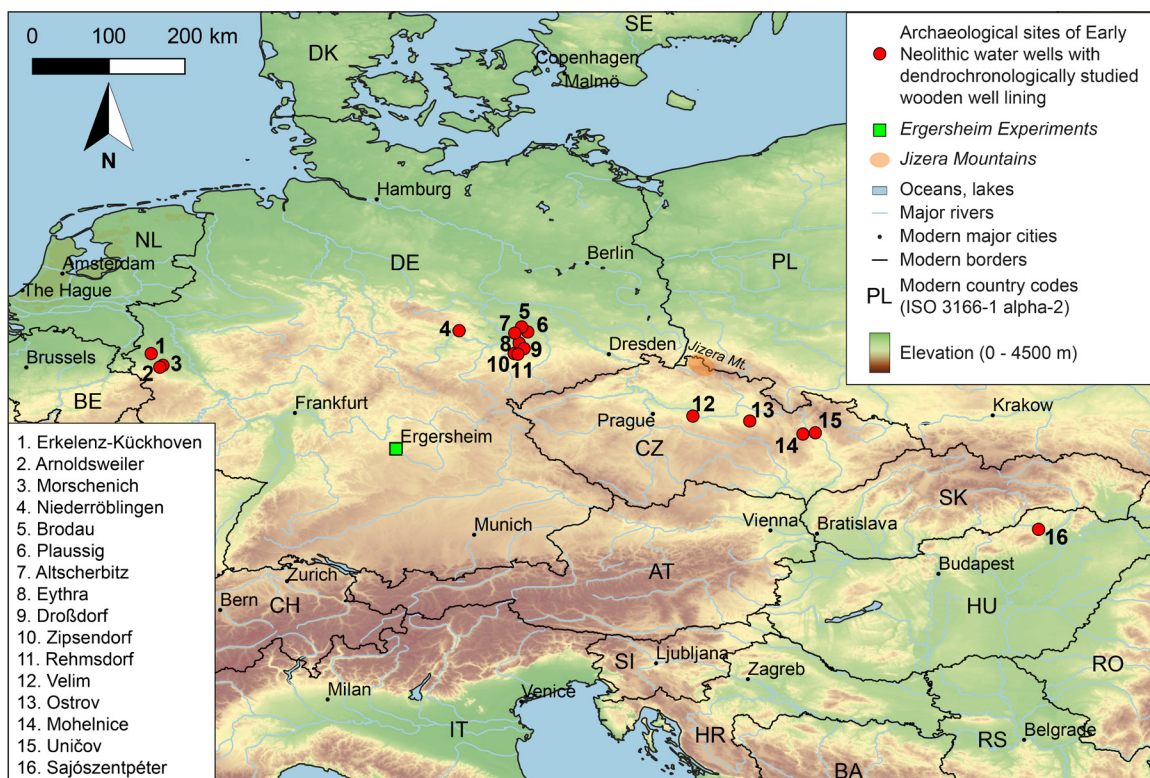 0 100 200 km
N
DK
SE
Copenhagen
Malmö
Hamburg
NL
Amsterdam
The Hague
DE
Berlin
PL
Brussels
BE
1
2
3
4
5
6
7
8
9
10
11
Dresden
Jizera Mt.
Frankfurt
Ergersheim
Prague
12
13
14
15
CZ
Krakow
SK
Munich
Vienna
Bratislava
16
Zurich
Bern
CH
AT
Budapest
HU
SI
Ljubljana
Zagreb
RO
Milan
Venice
IT
HR
BA
RS
Belgrade
Archaeological sites of Early
Neolithic water wells with
dendrochronologically studied
wooden well lining
Ergersheim Experiments
Jizera Mountains
Oceans, lakes
Major rivers
Modern major cities
Modern borders
PL Modern country codes
(ISO 3166-1 alpha-2)
Elevation (0 - 4500 m)
1. Erkelenz-Kückhoven
2. Arnoldsweiler
3. Morschenich
4. Niederröblingen
5. Brodau
6. Plaussig
7. Altscherbitz
8. Eythra
9. Droßdorf
10. Zipsendorf
11. Rehmsdorf
12. Velim
13. Ostrov
14. Mohelnice
15. Uničov
16. Sajószentpéter